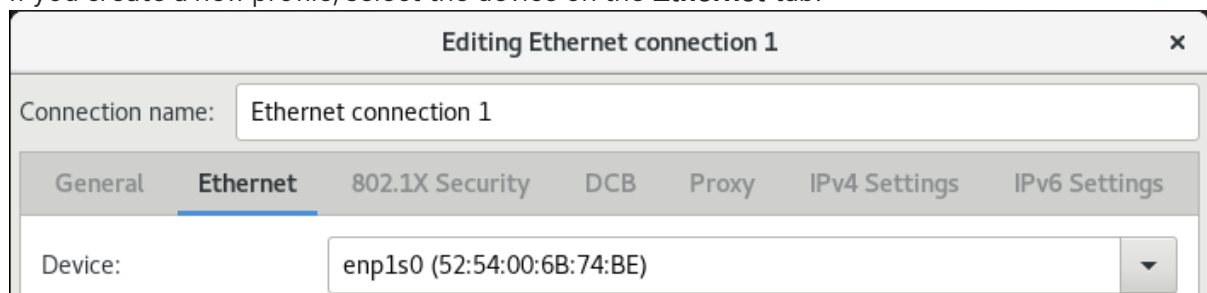 If you create a new profile, select the device on the Ethernet tab:
Editing Ethernet connection 1 ×
Connection name: Ethernet connection 1
General Ethernet 802.1X Security DCB Proxy IPv4 Settings IPv6 Settings
Device: enp1s0 (52:54:00:6B:74:BE)